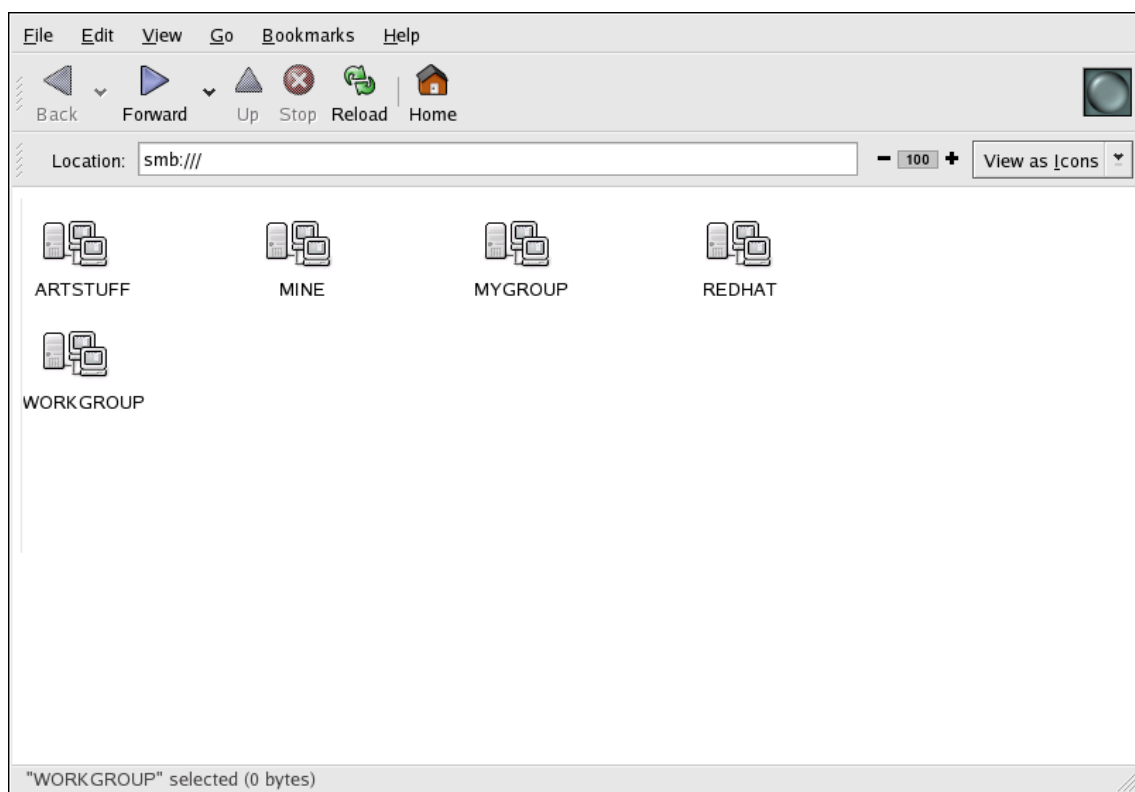 File Edit View Go Bookmarks Help
Back Forward Up Stop Reload Home
Location: smb:/// 100 View as Icons
ARTSTUFF MINE MYGROUP REDHAT
WORKGROUP
"WORKGROUP" selected (0 bytes)